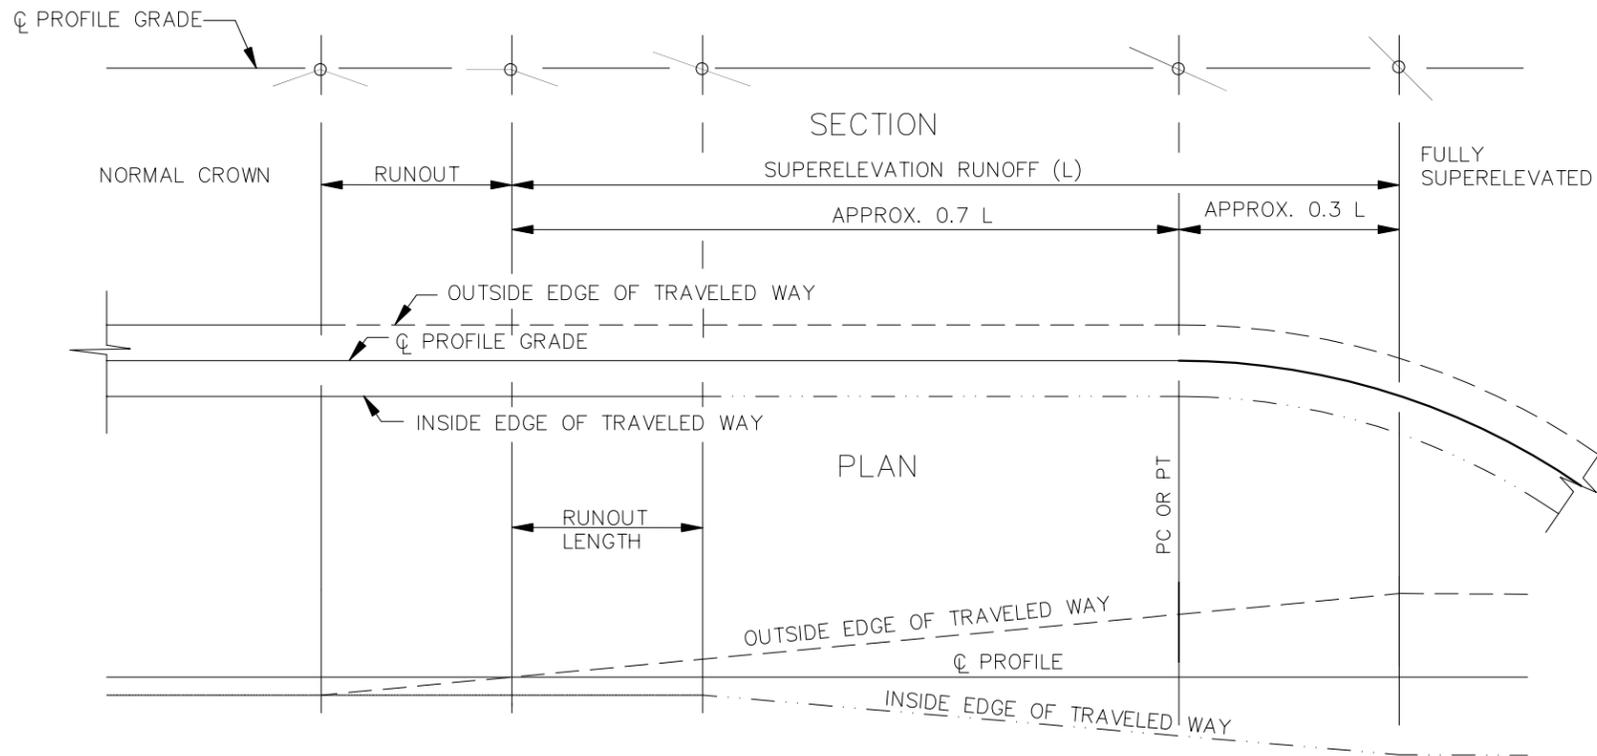 ℄ PROFILE GRADE
SECTION
NORMAL CROWN
RUNOUT
SUPERELEVATION RUNOFF (L)
FULLY
SUPERELEVATED
APPROX. 0.7 L
APPROX. 0.3 L
OUTSIDE EDGE OF TRAVELED WAY
℄ PROFILE GRADE
INSIDE EDGE OF TRAVELED WAY
PLAN
PC OR PT
RUNOUT
LENGTH
OUTSIDE EDGE OF TRAVELED WAY
℄ PROFILE
INSIDE EDGE OF TRAVELED WAY